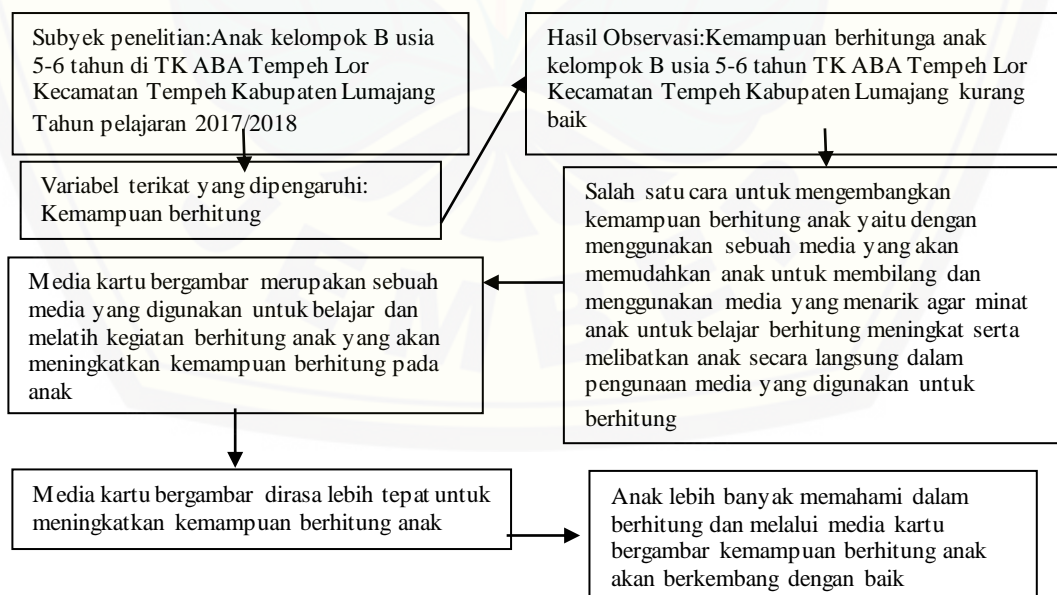 Subyek penelitian:Anak kelompok B usia
5-6 tahun di TK ABA Tempeh Lor
Kecamatan Tempeh Kabupaten Lumajang
Tahun pelajaran 2017/2018
Variabel terikat yang dipengaruhi:
Kemampuan berhitung
Hasil Observasi:Kemampuan berhitunga anak
kelompok B usia 5-6 tahun TK ABA Tempeh Lor
Kecamatan Tempeh Kabupaten Lumajang kurang
baik
Salah satu cara untuk mengembangkan
kemampuan berhitung anak yaitu dengan
menggunakan sebuah media yang akan
memudahkan anak untuk membilang dan
menggunakan media yang menarik agar minat
anak untuk belajar berhitung meningkat serta
melibatkan anak secara langsung dalam
pengunaan media yang digunakan untuk
berhitung
Media kartu bergambar merupakan sebuah
media yang digunakan untuk belajar dan
melatih kegiatan berhitung anak yang akan
meningkatkan kemampuan berhitung pada
anak
Media kartu bergambar dirasa lebih tepat untuk
meningkatkan kemampuan berhitung anak
Anak lebih banyak memahami dalam
berhitung dan melalui media kartu
bergambar kemampuan berhitung anak
akan berkembang dengan baik